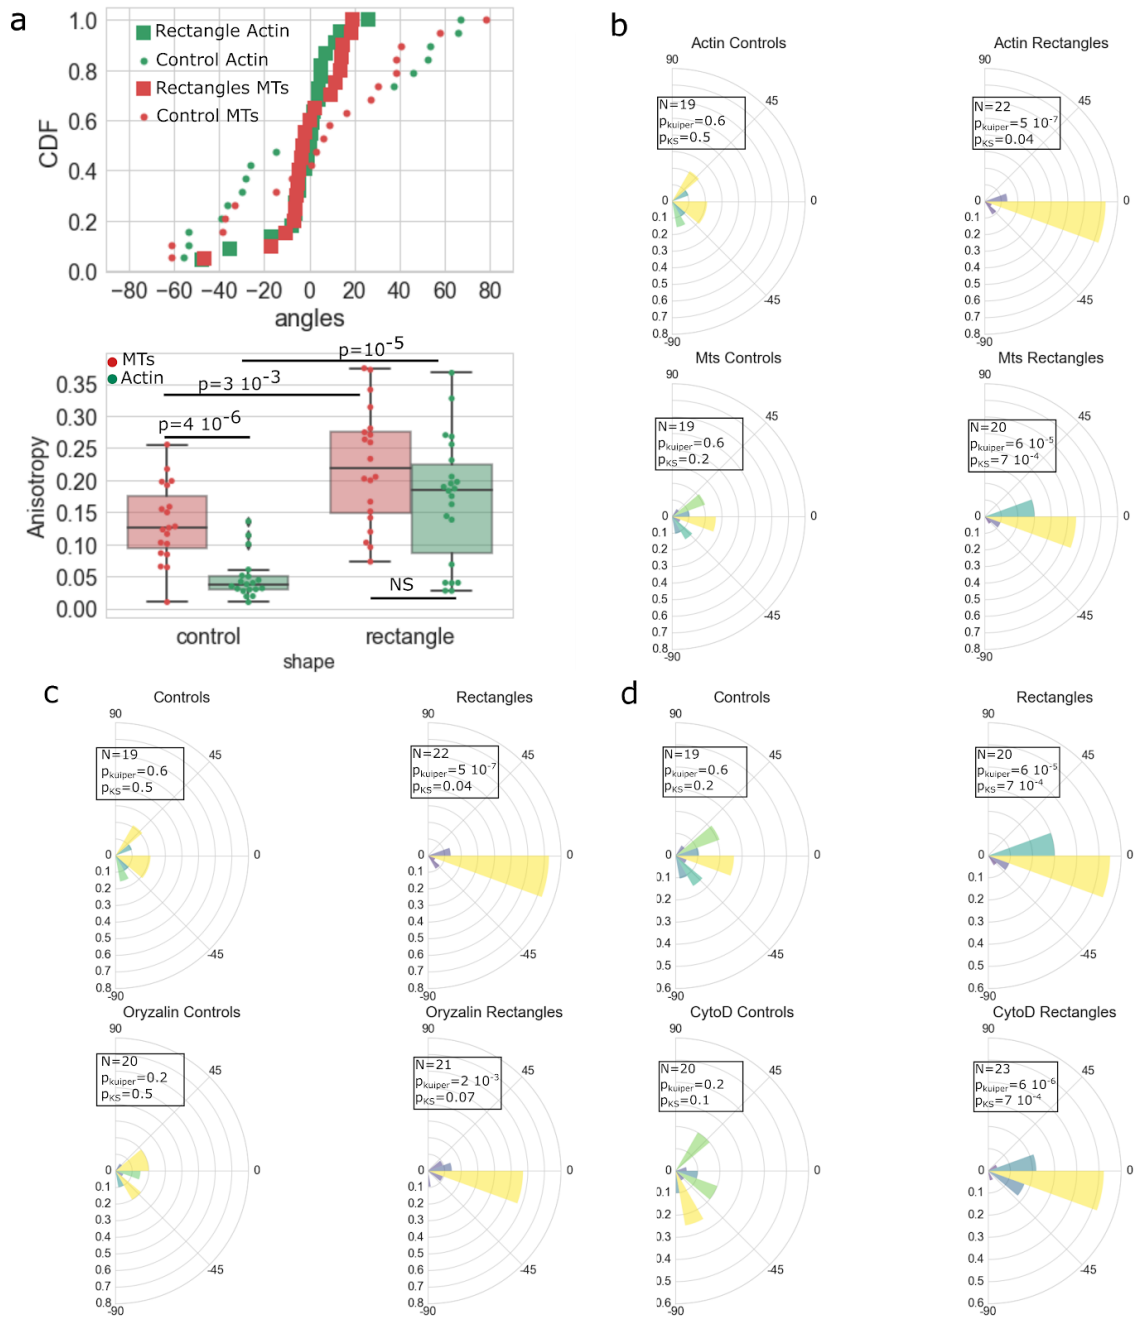 a
1.0
0.8
0.6
0.4
0.2
0.0
CDF
Rectangle Actin
Control Actin
Rectangles MTs
Control MTs
−80 −60 −40 −20 0 20 40 60 80
angles
MTs
Actin
p=10⁻⁵
p=3 10⁻³
p=4 10⁻⁶
NS
0.35
0.30
0.25
0.20
0.15
0.10
0.05
0.00
Anisotropy
control rectangle
shape
b
Actin Controls
90
45
N=19
pkuiper=0.6
pKS=0.5
0 0
0.1
0.2
0.3
0.4
0.5
0.6
0.7
0.8
-45
-90
Actin Rectangles
90
45
N=22
pkuiper=5 10⁻⁷
pKS=0.04
0 0
0.1
0.2
0.3
0.4
0.5
0.6
0.7
0.8
-45
-90
Mts Controls
90
45
N=19
pkuiper=0.6
pKS=0.2
0 0
0.1
0.2
0.3
0.4
0.5
0.6
0.7
0.8
-45
-90
Mts Rectangles
90
45
N=20
pkuiper=6 10⁻⁵
pKS=7 10⁻⁴
0 0
0.1
0.2
0.3
0.4
0.5
0.6
0.7
0.8
-45
-90
c
Controls
90
45
N=19
pkuiper=0.6
pKS=0.5
0 0
0.1
0.2
0.3
0.4
0.5
0.6
0.7
0.8
-45
-90
Rectangles
90
45
N=22
pkuiper=5 10⁻⁷
pKS=0.04
0 0
0.1
0.2
0.3
0.4
0.5
0.6
0.7
0.8
-45
-90
Oryzalin Controls
90
45
N=20
pkuiper=0.2
pKS=0.5
0 0
0.1
0.2
0.3
0.4
0.5
0.6
0.7
0.8
-45
-90
Oryzalin Rectangles
90
45
N=21
pkuiper=2 10⁻³
pKS=0.07
0 0
0.1
0.2
0.3
0.4
0.5
0.6
0.7
0.8
-45
-90
d
Controls
90
45
N=19
pkuiper=0.6
pKS=0.2
0 0
0.1
0.2
0.3
0.4
0.5
0.6
-45
-90
Rectangles
90
45
N=20
pkuiper=6 10⁻⁵
pKS=7 10⁻⁴
0 0
0.1
0.2
0.3
0.4
0.5
0.6
-45
-90
CytoD Controls
90
45
N=20
pkuiper=0.2
pKS=0.1
0 0
0.1
0.2
0.3
0.4
0.5
0.6
-45
-90
CytoD Rectangles
90
45
N=23
pkuiper=6 10⁻⁶
pKS=7 10⁻⁴
0 0
0.1
0.2
0.3
0.4
0.5
0.6
-45
-90